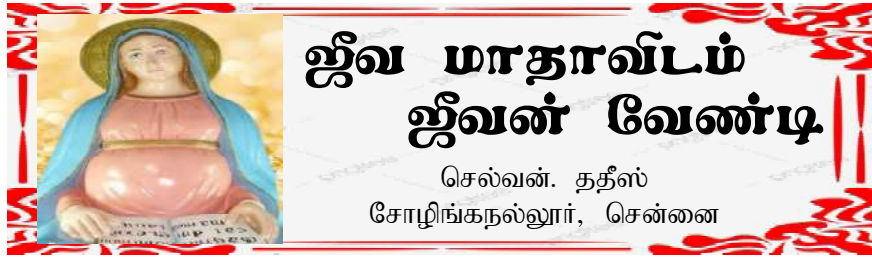 ஜீவ மாதாவிடம்
ஜீவன் வேண்டி
செல்வன். ததீஸ்
சோழிங்கநல்லூர், சென்னை